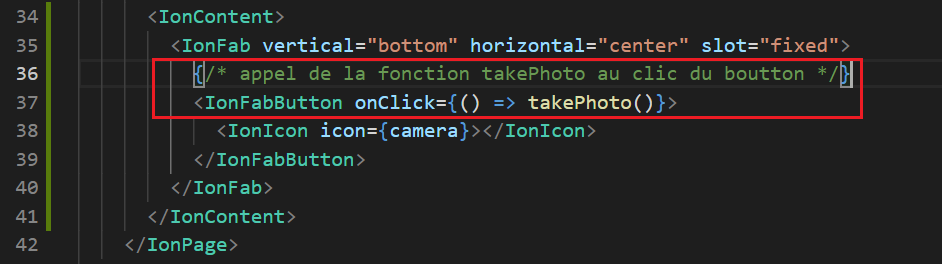 34 <IonContent>
35 <IonFab vertical="bottom" horizontal="center" slot="fixed">
36 {/* appel de la fonction takePhoto au clic du boutton */}
37 <IonFabButton onClick={() => takePhoto()}>
38 <IonIcon icon={camera}></IonIcon>
39 </IonFabButton>
40 </IonFab>
41 </IonContent>
42 </IonPage>